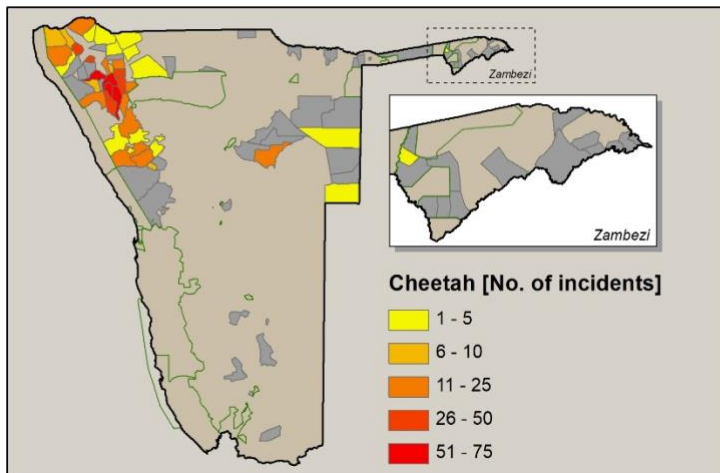 Zambezi
Zambezi
Cheetah [No. of incidents]
1 - 5
6 - 10
11 - 25
26 - 50
51 - 75